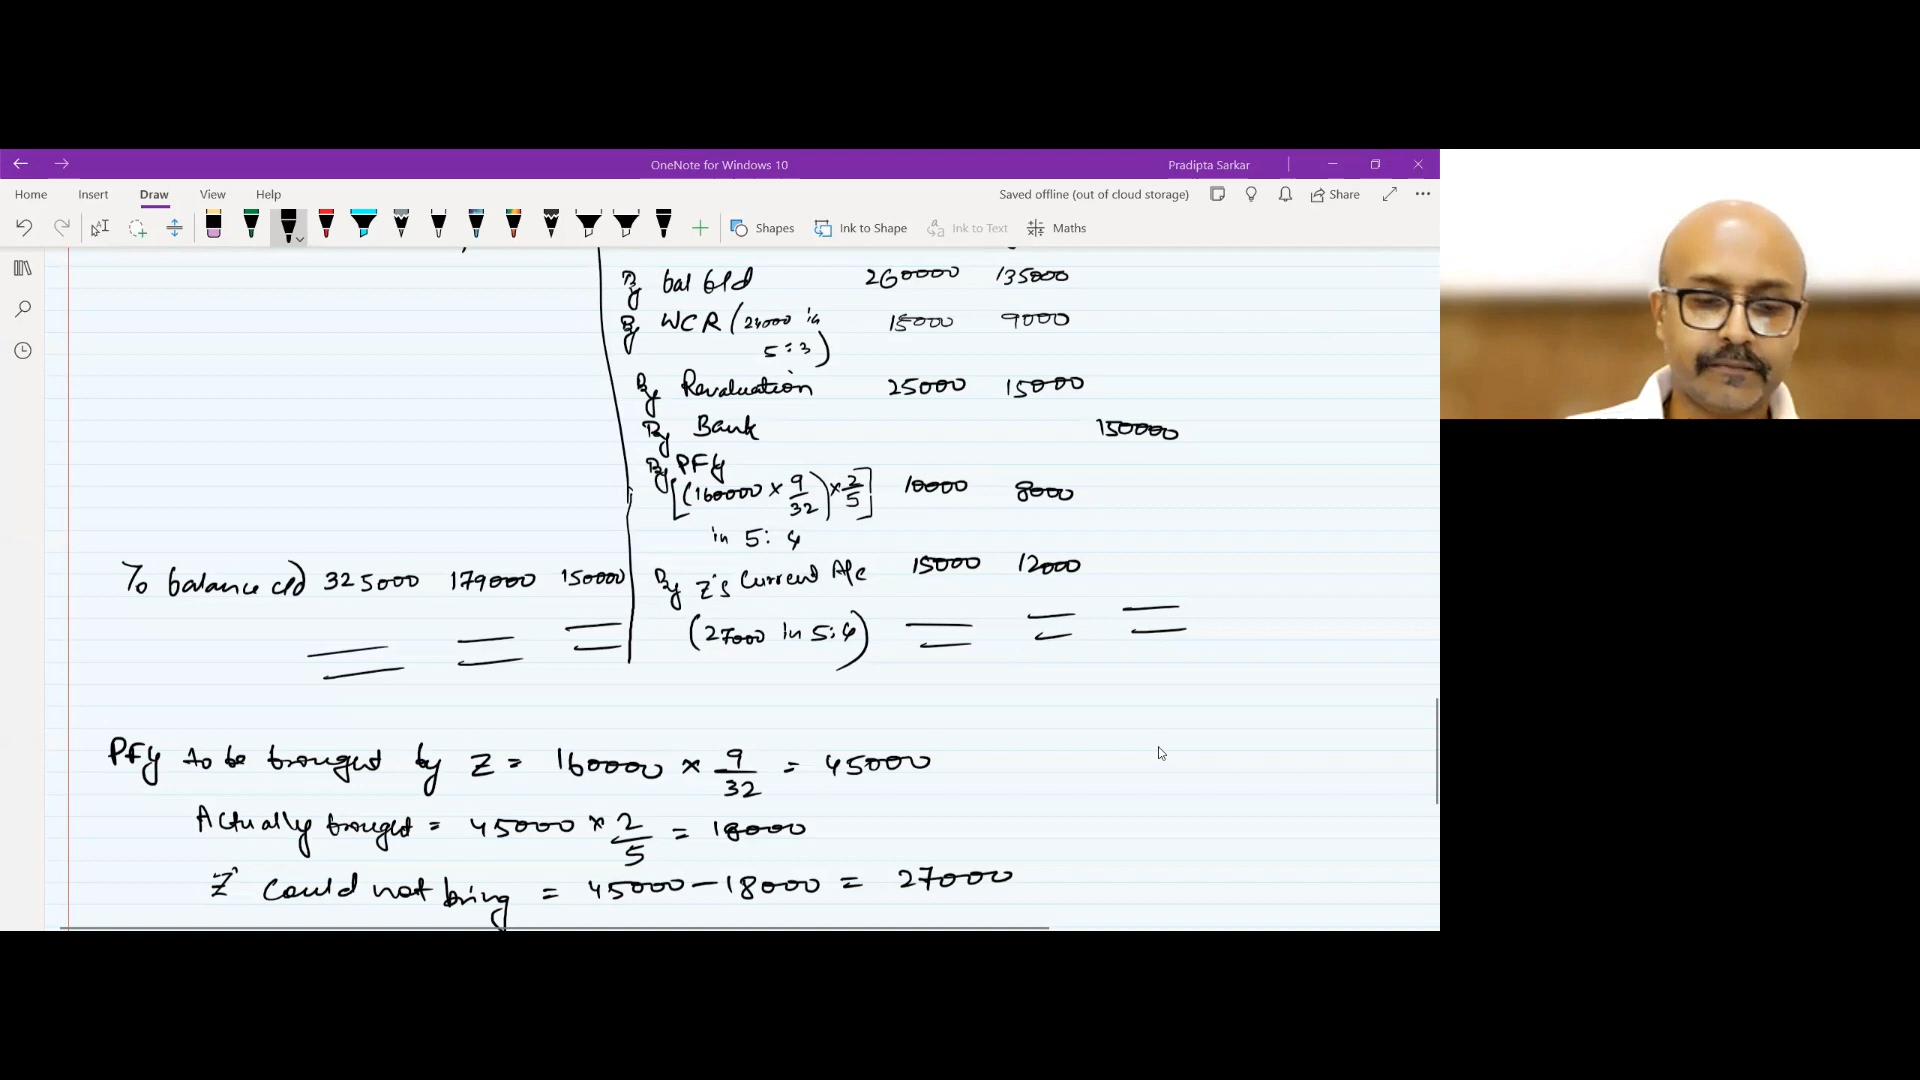 OneNote for Windows 10
Pradipta Sarkar
Home Insert Draw View Help
Saved offline (out of cloud storage) Share
Shapes Ink to Shape Ink to Text Maths
By bal b/d 260000 135000
By WCR (24000 in 15000 9000
5:3)
By Revaluation 25000 15000
By Bank 150000
By PFG
[(160000 × 9/32) × 2/5] 10000 8000
in 5:4
To balance c/d 325000 179000 150000 By Z's Current A/c 15000 12000
(27000 in 5:4)
PFG to be brought by Z = 160000 × 9/32 = 45000
Actually brought = 45000 × 2/5 = 18000
Z could not bring = 45000 - 18000 = 27000